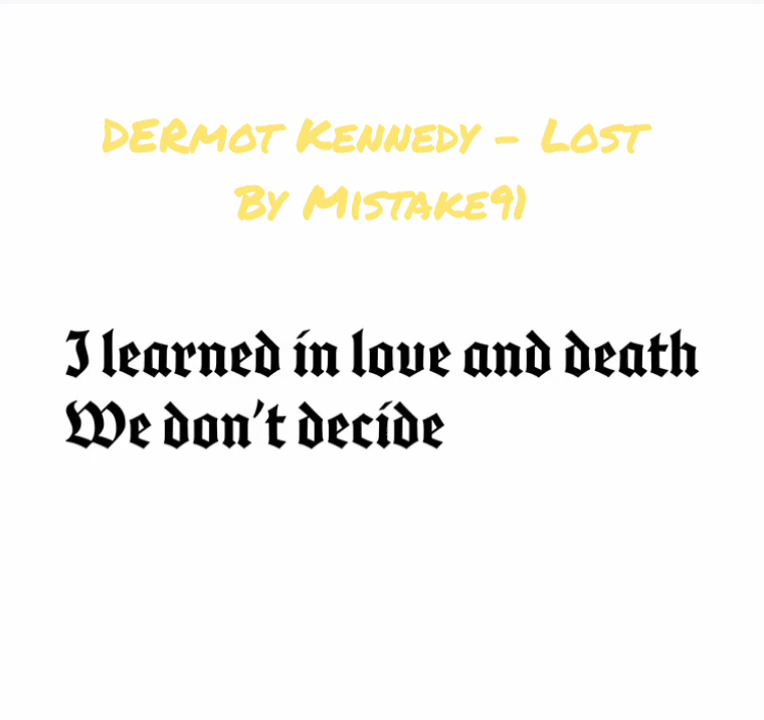 DERmot Kennedy - Lost
By Mistake91
I learned in love and death
We don't decide